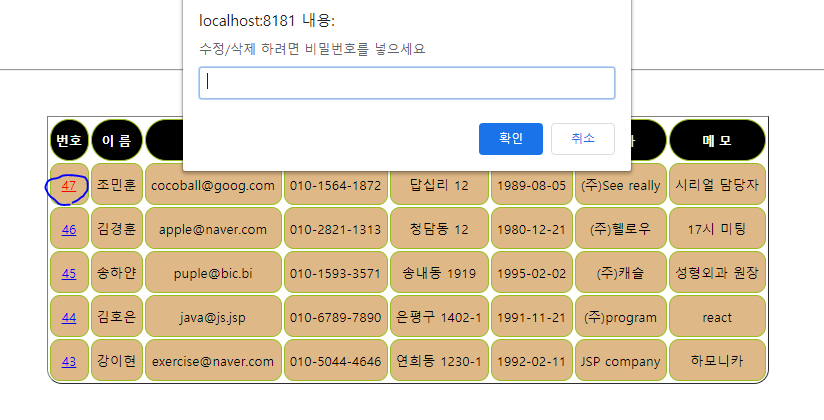 localhost:8181 내용:
수정/삭제 하려면 비밀번호를 넣으세요
확인 취소
번호 이 름 메 모
47 조민훈 cocoball@goog.com 010-1564-1872 답십리 12 1989-08-05 (주)See really 시리얼 담당자
46 김경훈 apple@naver.com 010-2821-1313 청담동 12 1980-12-21 (주)헬로우 17시 미팅
45 송하얀 puple@bic.bi 010-1593-3571 송내동 1919 1995-02-02 (주)캐슬 성형외과 원장
44 김호은 java@js.jsp 010-6789-7890 은평구 1402-1 1991-11-21 (주)program react
43 강이현 exercise@naver.com 010-5044-4646 연희동 1230-1 1992-02-11 JSP company 하모니카